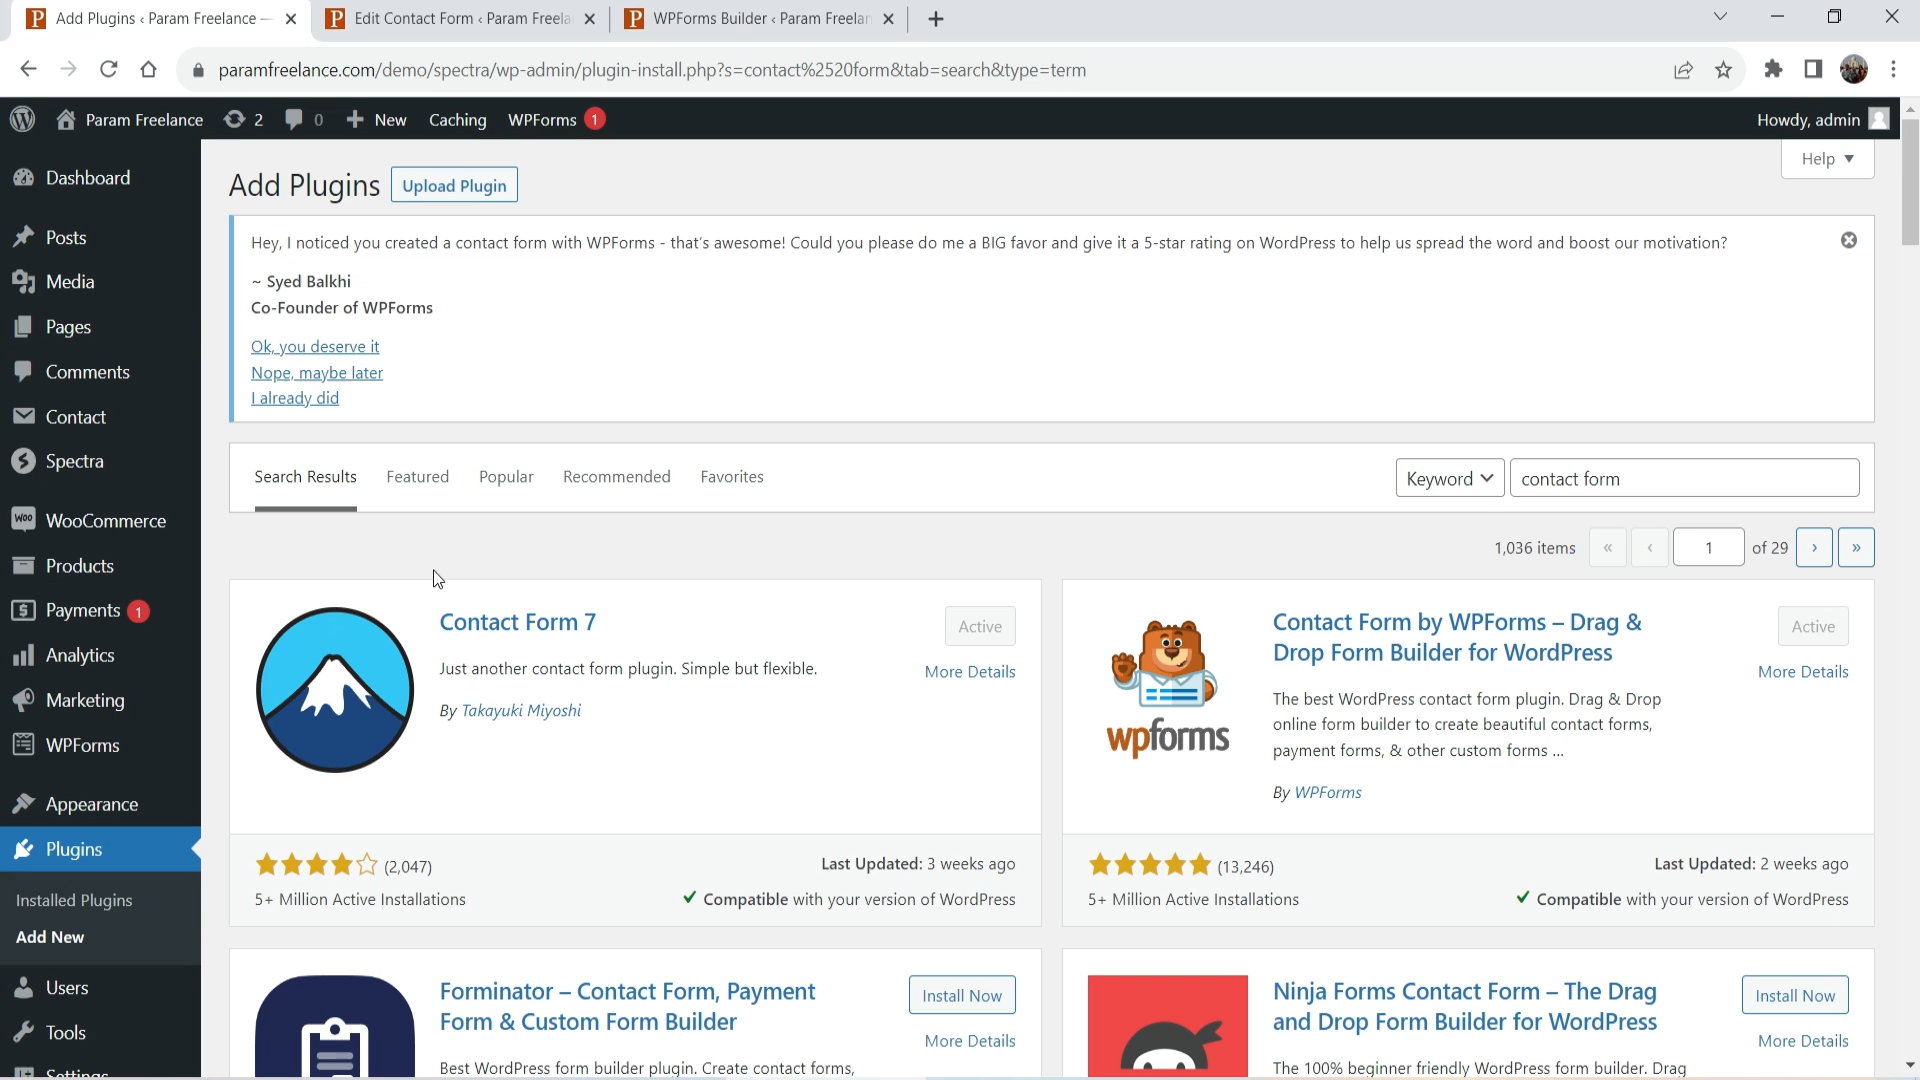 Add Plugins ‹ Param Freelance —
Edit Contact Form ‹ Param Freela
WPForms Builder ‹ Param Freelan
paramfreelance.com/demo/spectra/wp-admin/plugin-install.php?s=contact%2520form&tab=search&type=term
Param Freelance 2 0 New Caching WPForms 1 Howdy, admin
Dashboard
Posts
Media
Pages
Comments
Contact
Spectra
WooCommerce
Products
Payments 1
Analytics
Marketing
WPForms
Appearance
Plugins
Installed Plugins
Add New
Users
Tools
Settings
Help
Add Plugins Upload Plugin
Hey, I noticed you created a contact form with WPForms - that's awesome! Could you please do me a BIG favor and give it a 5-star rating on WordPress to help us spread the word and boost our motivation?
~ Syed Balkhi
Co-Founder of WPForms
Ok, you deserve it
Nope, maybe later
I already did
Search Results Featured Popular Recommended Favorites Keyword contact form
1,036 items « ‹ 1 of 29 › »
Contact Form 7
Active
More Details
Just another contact form plugin. Simple but flexible.
By Takayuki Miyoshi
(2,047)
Last Updated: 3 weeks ago
5+ Million Active Installations
✓ Compatible with your version of WordPress
wpforms
Contact Form by WPForms – Drag &
Drop Form Builder for WordPress
Active
More Details
The best WordPress contact form plugin. Drag & Drop
online form builder to create beautiful contact forms,
payment forms, & other custom forms ...
By WPForms
(13,246)
Last Updated: 2 weeks ago
5+ Million Active Installations
✓ Compatible with your version of WordPress
Forminator – Contact Form, Payment
Form & Custom Form Builder
Install Now
More Details
Best WordPress form builder plugin. Create contact forms,
Ninja Forms Contact Form – The Drag
and Drop Form Builder for WordPress
Install Now
More Details
The 100% beginner friendly WordPress form builder. Drag